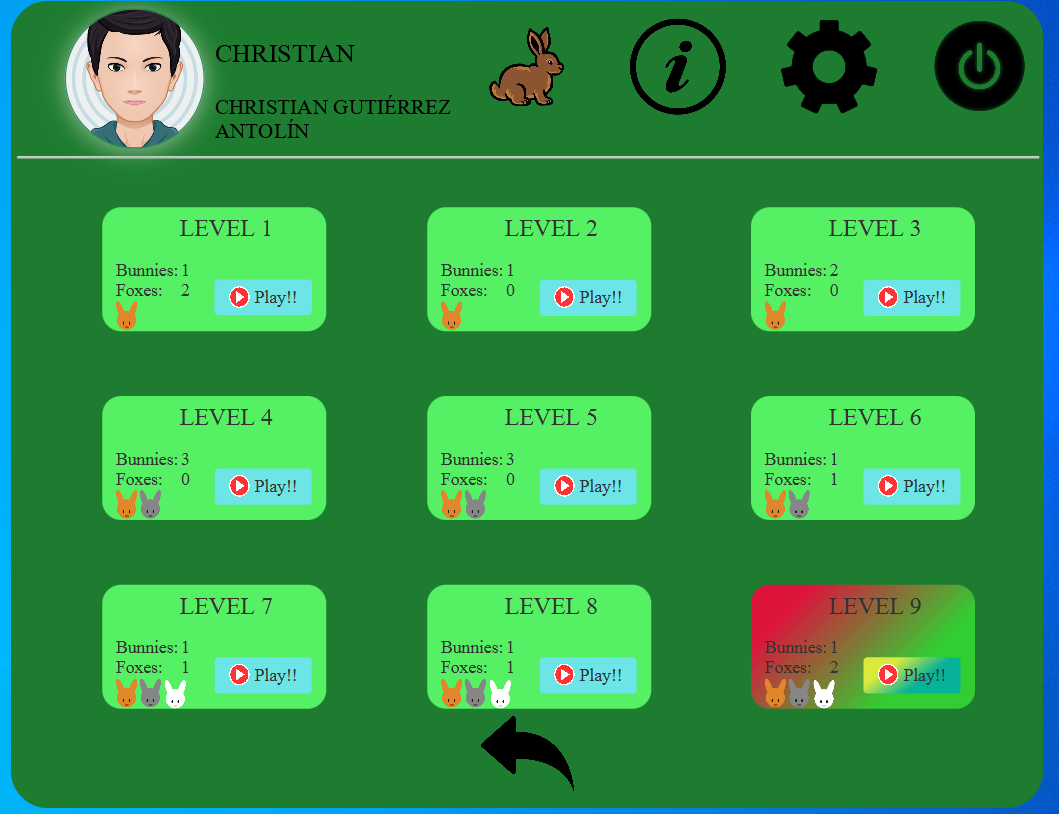 CHRISTIAN
CHRISTIAN GUTIÉRREZ
ANTOLÍN
i
LEVEL 1
Bunnies: 1
Foxes: 2
Play!!
LEVEL 2
Bunnies: 1
Foxes: 0
Play!!
LEVEL 3
Bunnies: 2
Foxes: 0
Play!!
LEVEL 4
Bunnies: 3
Foxes: 0
Play!!
LEVEL 5
Bunnies: 3
Foxes: 0
Play!!
LEVEL 6
Bunnies: 1
Foxes: 1
Play!!
LEVEL 7
Bunnies: 1
Foxes: 1
Play!!
LEVEL 8
Bunnies: 1
Foxes: 1
Play!!
LEVEL 9
Bunnies: 1
Foxes: 2
Play!!